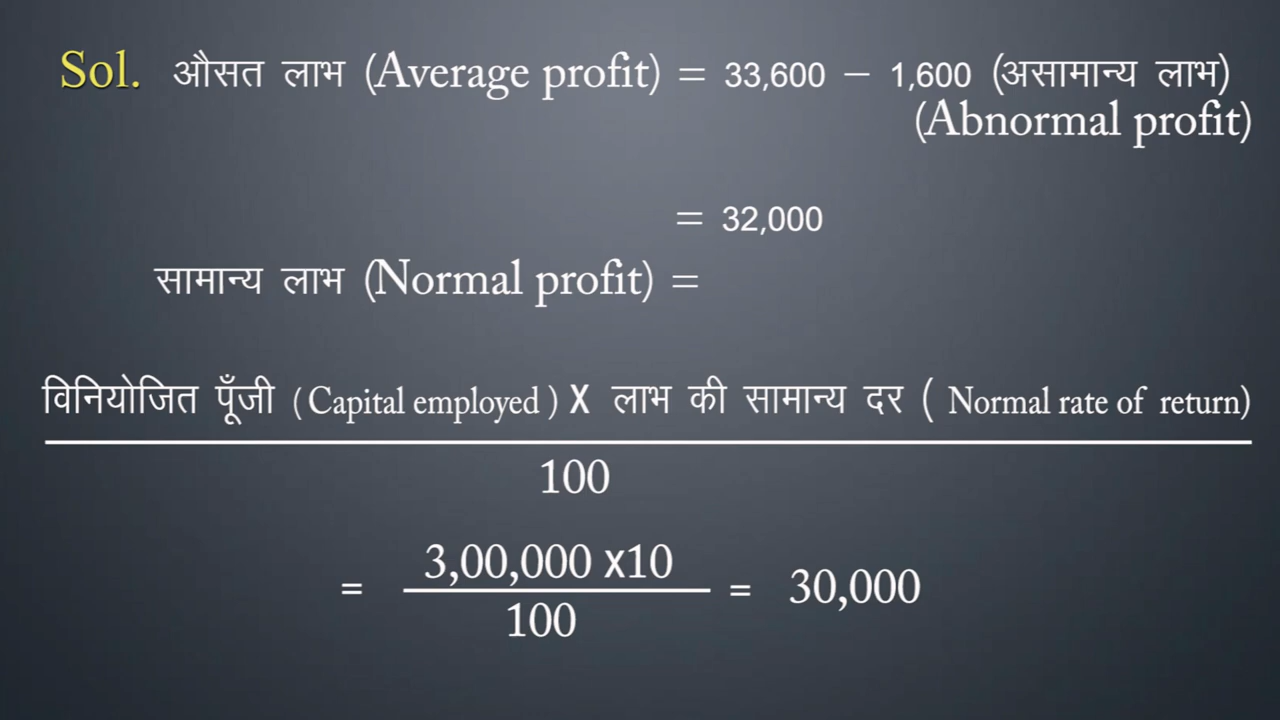 Sol. औसत लाभ (Average profit) = 33,600 – 1,600 (असामान्य लाभ)
(Abnormal profit)
= 32,000
सामान्य लाभ (Normal profit) =
विनियोजित पूँजी ( Capital employed ) X लाभ की सामान्य दर ( Normal rate of return)
100
= 3,00,000 x10 = 30,000
100